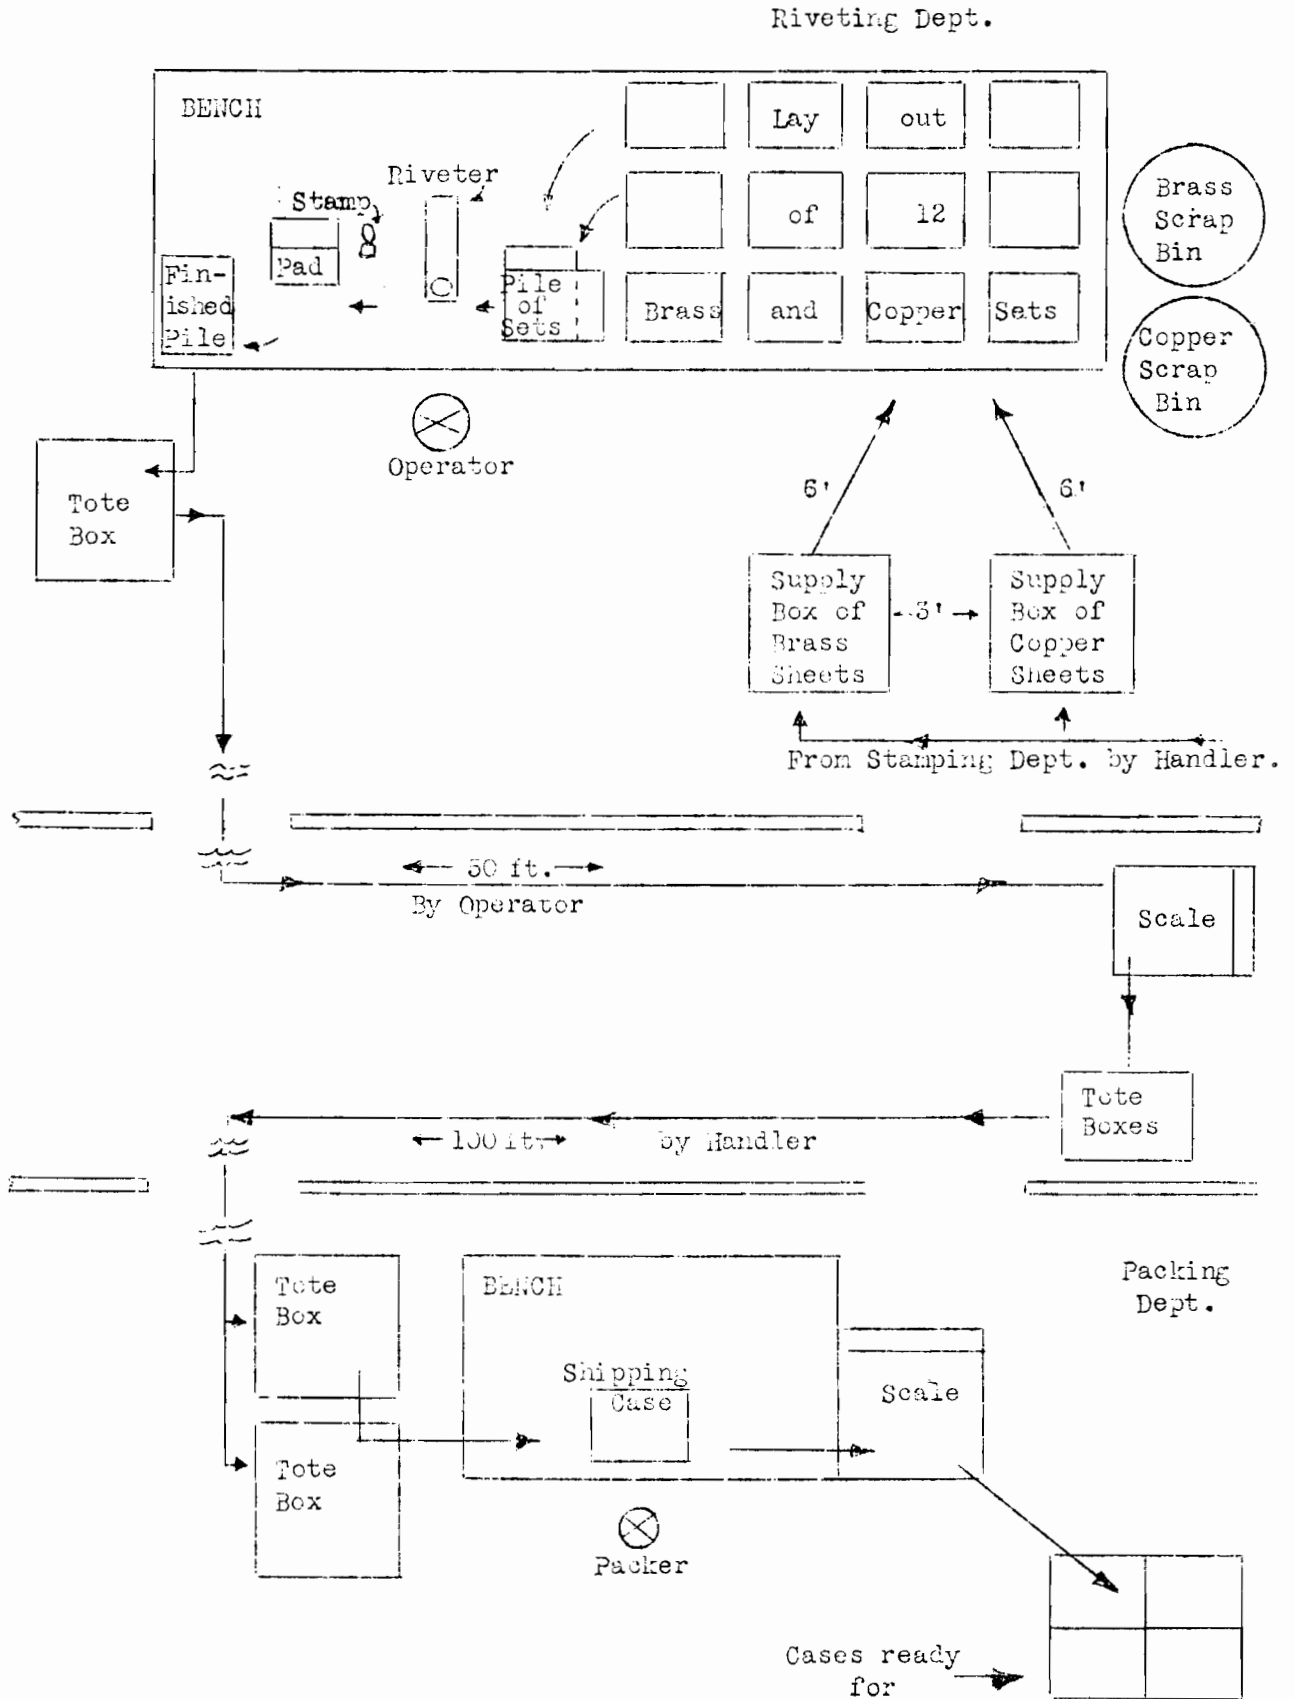 Riveting Dept.
BENCH
Lay out
Riveter
Stamp
Brass
Scrap
Bin
of 12
Pad
Fin-
ished
Pile
Pile
of
Sets
Brass and Copper Sets
Copper
Scrap
Bin
Operator
Tote
Box
6' 6'
Supply
Box of
Brass
Sheets
3'
Supply
Box of
Copper
Sheets
From Stamping Dept. by Handler.
50 ft.
By Operator
Scale
Tote
Boxes
100 ft. by Handler
Packing
Dept.
Tote
Box
BENCH
Shipping
Case
Scale
Tote
Box
Packer
Cases ready
for